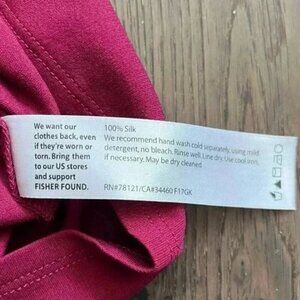 We want our
clothes back, even
if they're worn or
torn. Bring them
to our US stores
and support
FISHER FOUND.
100% Silk
We recommend hand wash cold separately, using mild
detergent, no bleach. Rinse well. Line dry. Use cool iron,
if necessary. May be dry cleaned.
RN#78121/CA#34460 F17GK